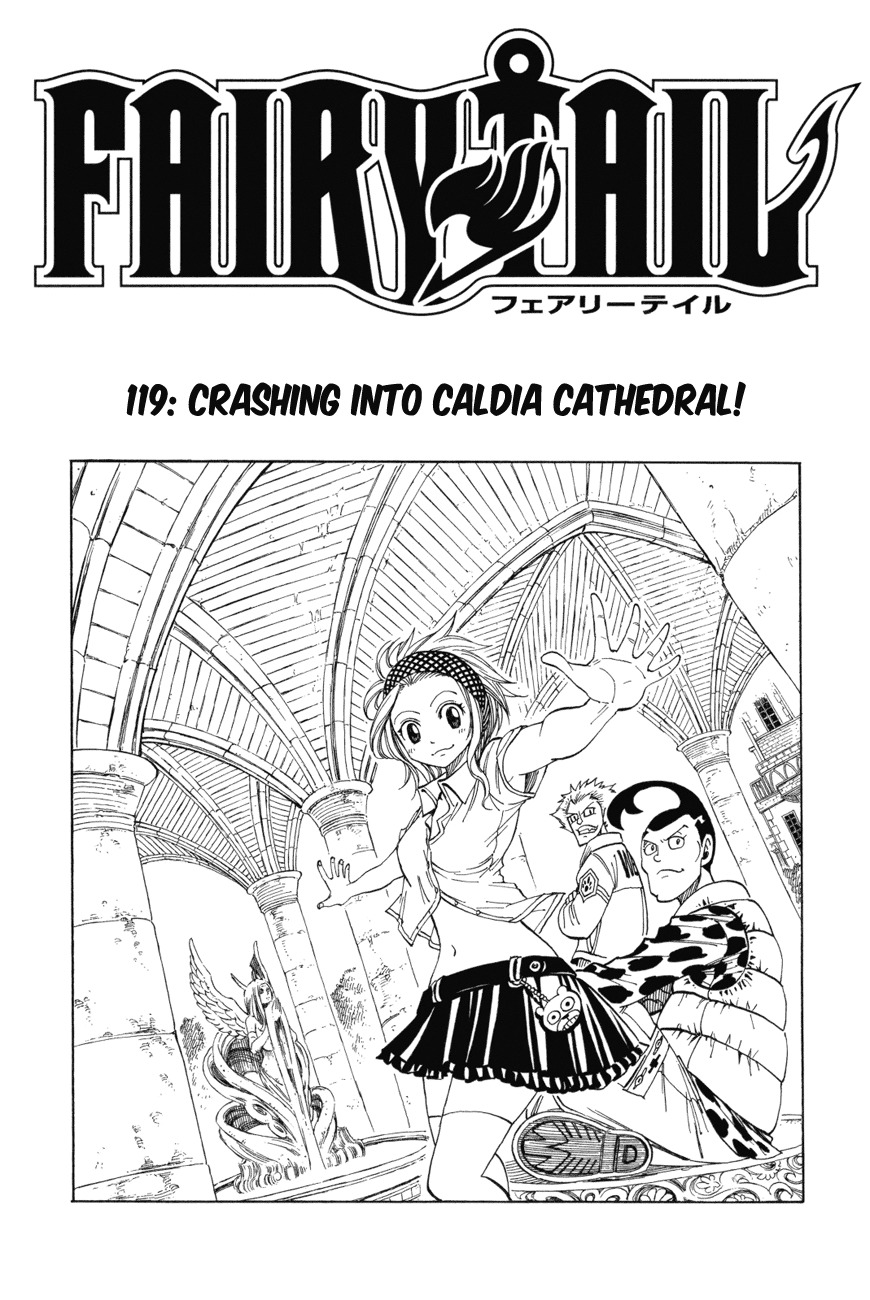 FAIRY TAIL
フェアリーテイル
119: CRASHING INTO CALDIA CATHEDRAL!
D